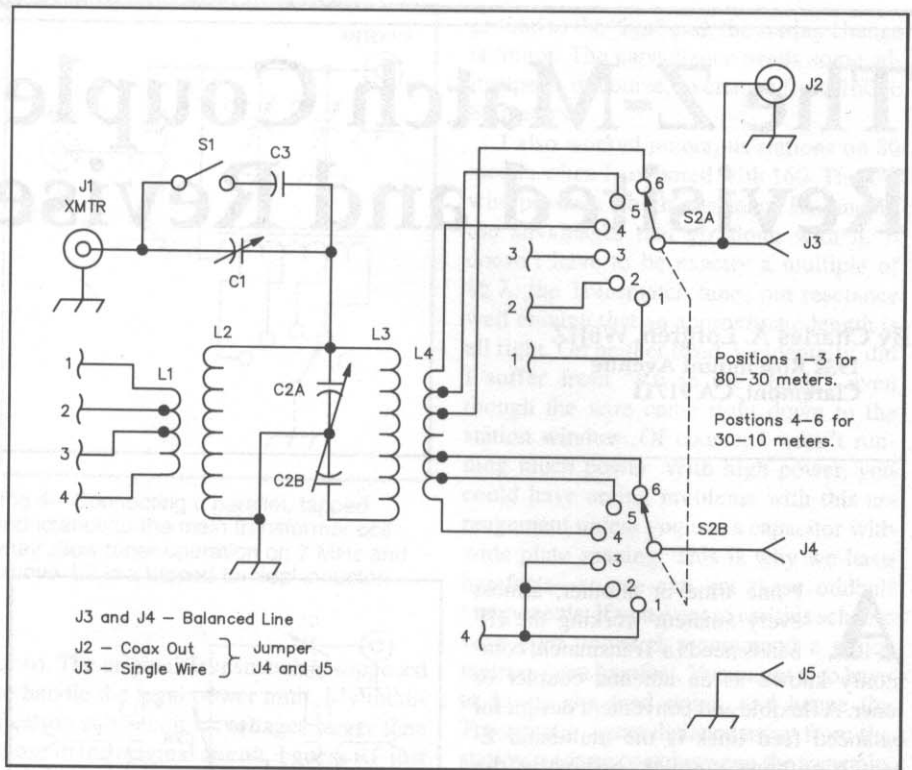 J2
S1
C3
J1
XMTR
C1
6
5
4
3
2
1
S2A
J3
3
2
1
L1
L2
L3
L4
C2A
C2B
1
2
3
4
Positions 1–3 for
80–30 meters.
Postions 4–6 for
30–10 meters.
6
5
4
3
2
1
S2B
J4
4
J5
J3 and J4 – Balanced Line
J2 – Coax Out
J3 – Single Wire
Jumper
J4 and J5